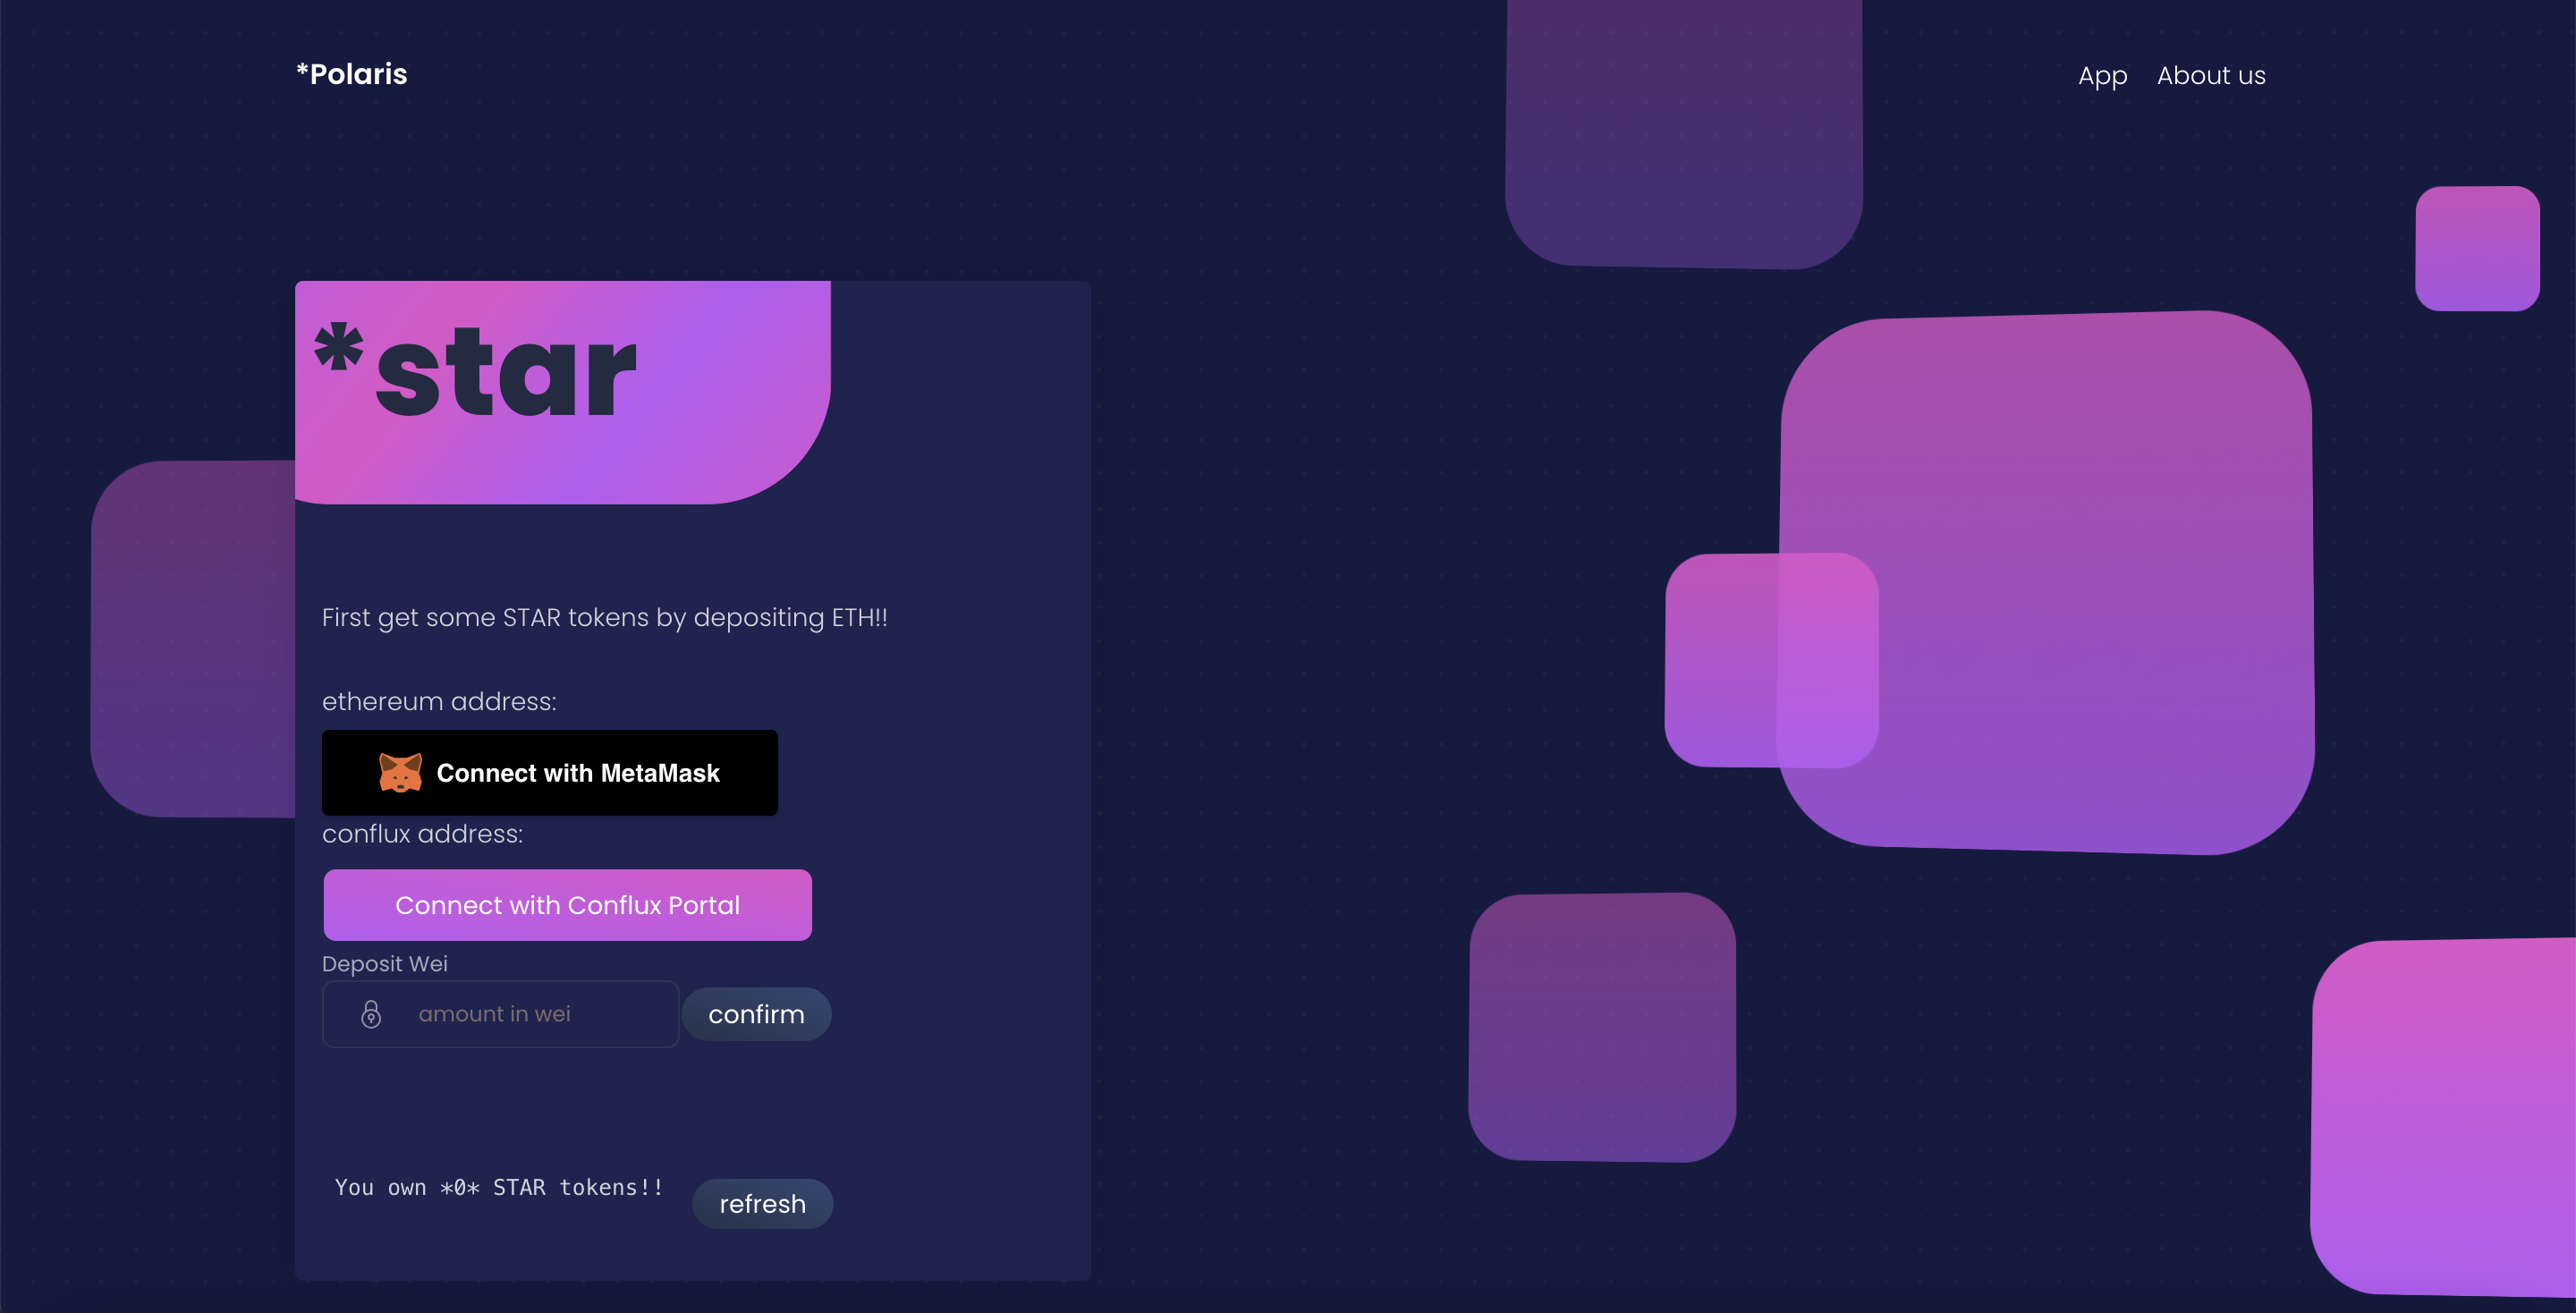 *Polaris
App About us
*star
First get some STAR tokens by depositing ETH!!
ethereum address:
Connect with MetaMask
conflux address:
Connect with Conflux Portal
Deposit Wei
amount in wei confirm
You own *0* STAR tokens!! refresh